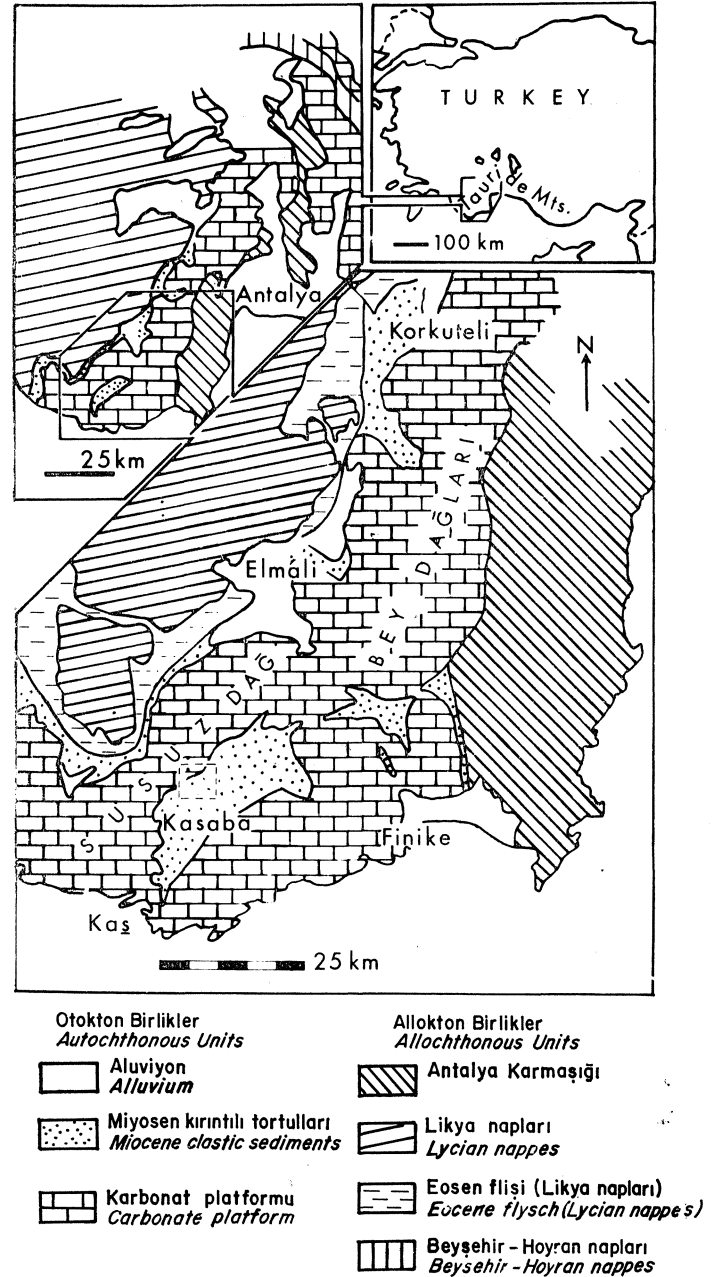 TURKEY
Tauride Mts.
100 km
Antalya
25km
Korkuteli
N
Elmali
BEY DAĞLARI
SUSUZ DAĞ
Kasaba
Finike
Kaş
25 km
Otokton Birlikler
Autochthonous Units
Aluviyon
Alluvium
Miyosen kırıntılı tortulları
Miocene clastic sediments
Karbonat platformu
Carbonate platform
Allokton Birlikler
Allochthonous Units
Antalya Karmaşığı
Likya napları
Lycian nappes
Eosen flişi (Likya napları)
Eocene flysch (Lycian nappes)
Beyşehir-Hoyran napları
Beyşehir-Hoyran nappes